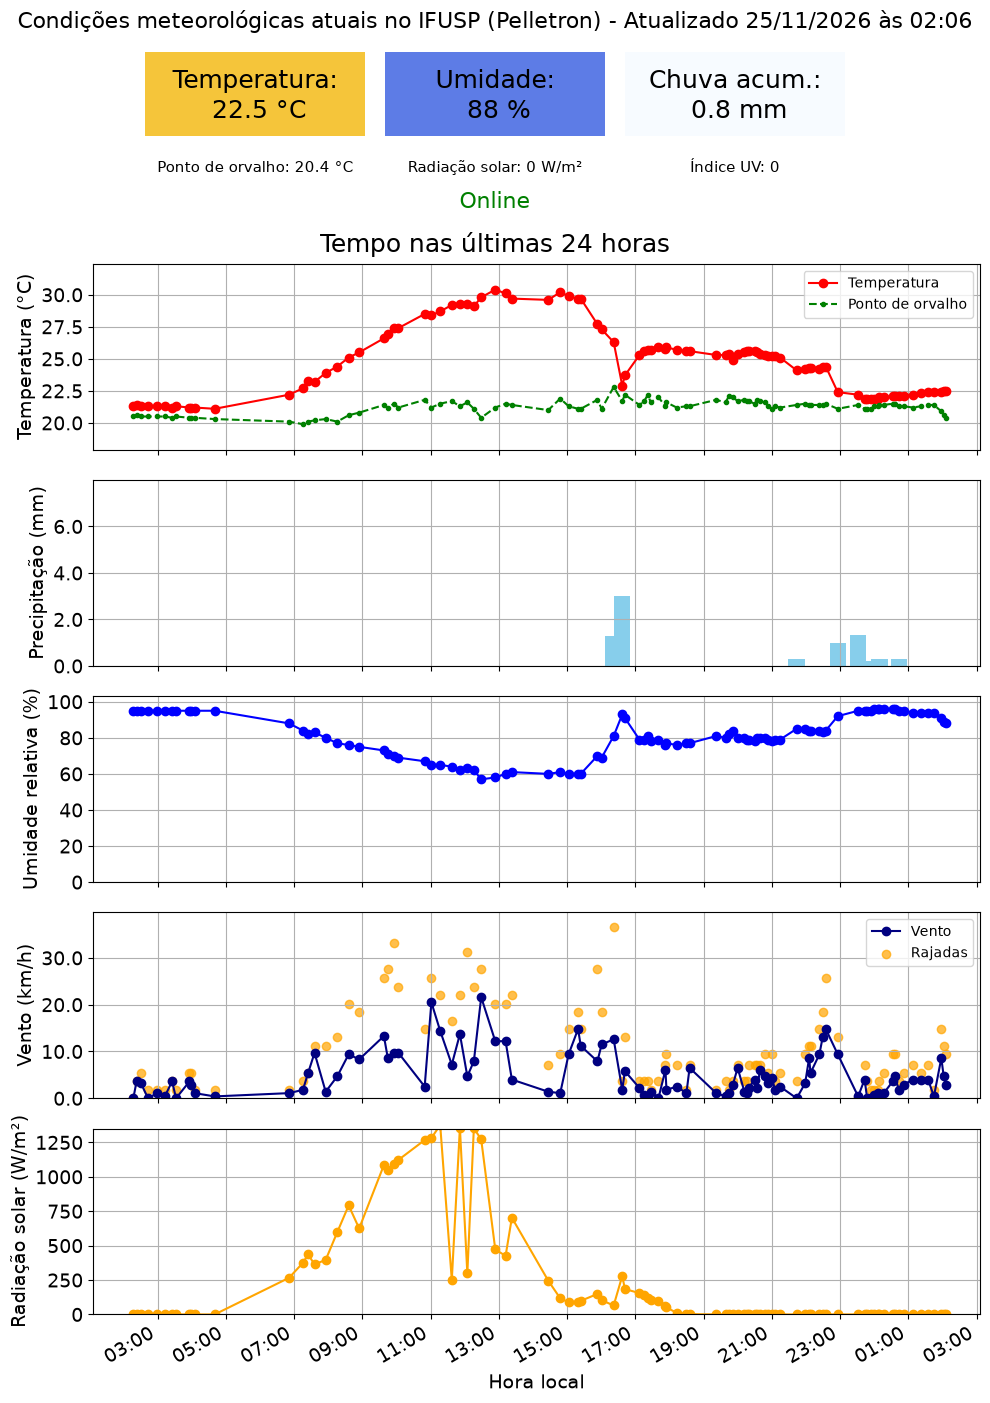 Condições meteorológicas atuais no IFUSP (Pelletron) - Atualizado 25/11/2026 às 02:06
Temperatura:
22.5 °C
Umidade:
88 %
Chuva acum.:
0.8 mm
Ponto de orvalho: 20.4 °C
Radiação solar: 0 W/m²
Índice UV: 0
Online
Tempo nas últimas 24 horas
Temperatura (°C)
30.0
27.5
25.0
22.5
20.0
Temperatura
Ponto de orvalho
Precipitação (mm)
6.0
4.0
2.0
0.0
Umidade relativa (%)
100
80
60
40
20
0
Vento (km/h)
30.0
20.0
10.0
0.0
Vento
Rajadas
Radiação solar (W/m²)
1250
1000
750
500
250
0
03:00
05:00
07:00
09:00
11:00
13:00
15:00
17:00
19:00
21:00
23:00
01:00
03:00
Hora local